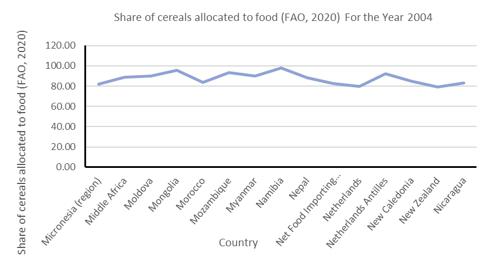 Share of cereals allocated to food (FAO, 2020) For the Year 2004
Share of cereals allocated to food (FAO, 2020)
120.00
100.00
80.00
60.00
40.00
20.00
0.00
Micronesia (region)
Middle Africa
Moldova
Mongolia
Morocco
Mozambique
Myanmar
Namibia
Nepal
Net Food Importing...
Netherlands
Netherlands Antilles
New Caledonia
New Zealand
Nicaragua
Country